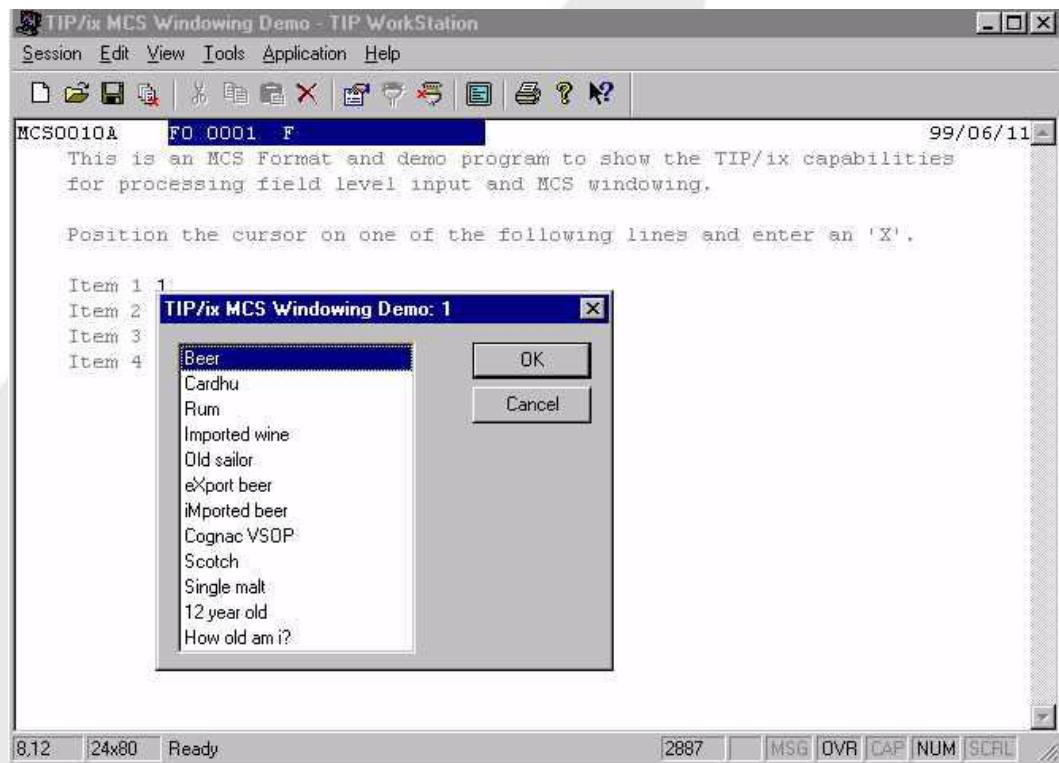 TIP/ix MCS Windowing Demo - TIP WorkStation
Session Edit View Tools Application Help
MCS0010A F0 0001 F 99/06/11
This is an MCS Format and demo program to show the TIP/ix capabilities
for processing field level input and MCS windowing.
Position the cursor on one of the following lines and enter an 'X'.
Item 1 1
Item 2
Item 3
Item 4
TIP/ix MCS Windowing Demo: 1
Beer
Cardhu
Rum
Imported wine
Old sailor
eXport beer
iMported beer
Cognac VSOP
Scotch
Single malt
12 year old
How old am i?
OK
Cancel
8,12 24x80 Ready 2887 MSG OVR CAP NUM SCRL